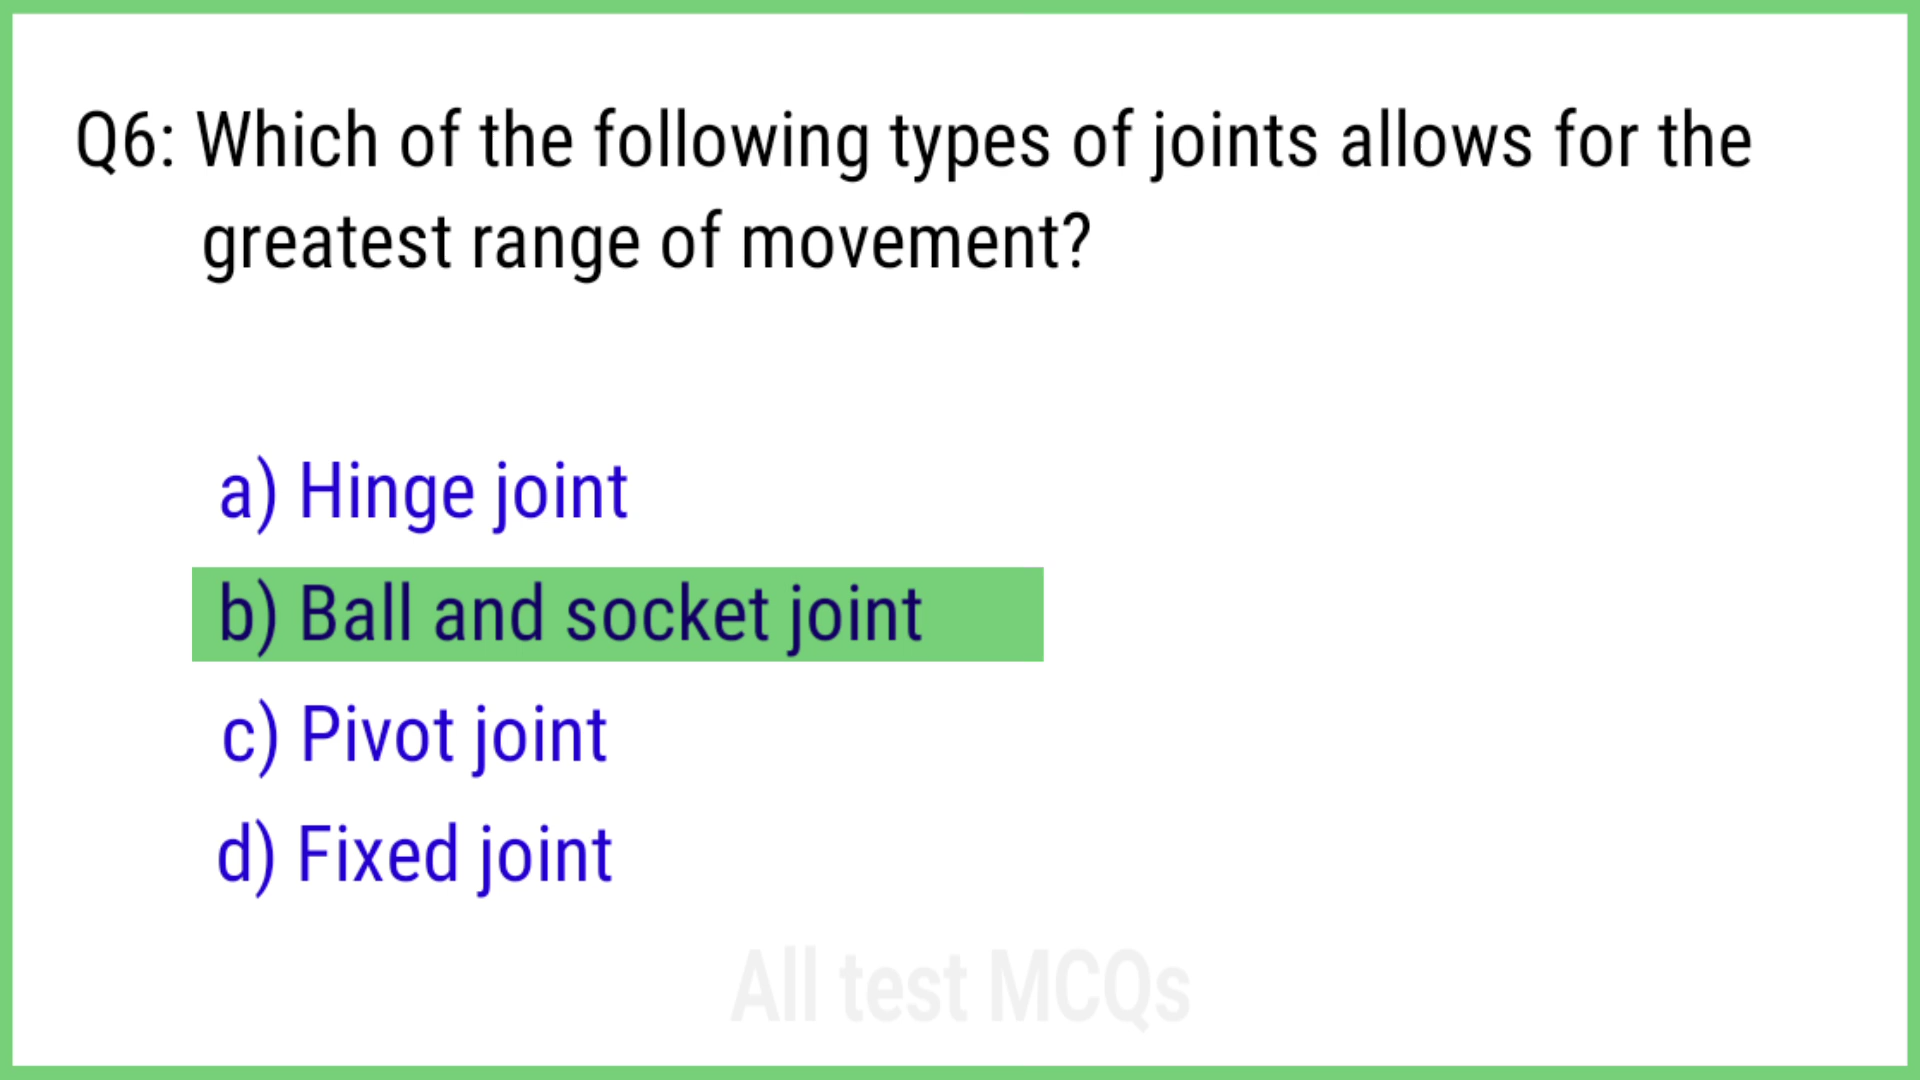 Q6: Which of the following types of joints allows for the
greatest range of movement?
a) Hinge joint
b) Ball and socket joint
c) Pivot joint
d) Fixed joint
All test MCQs